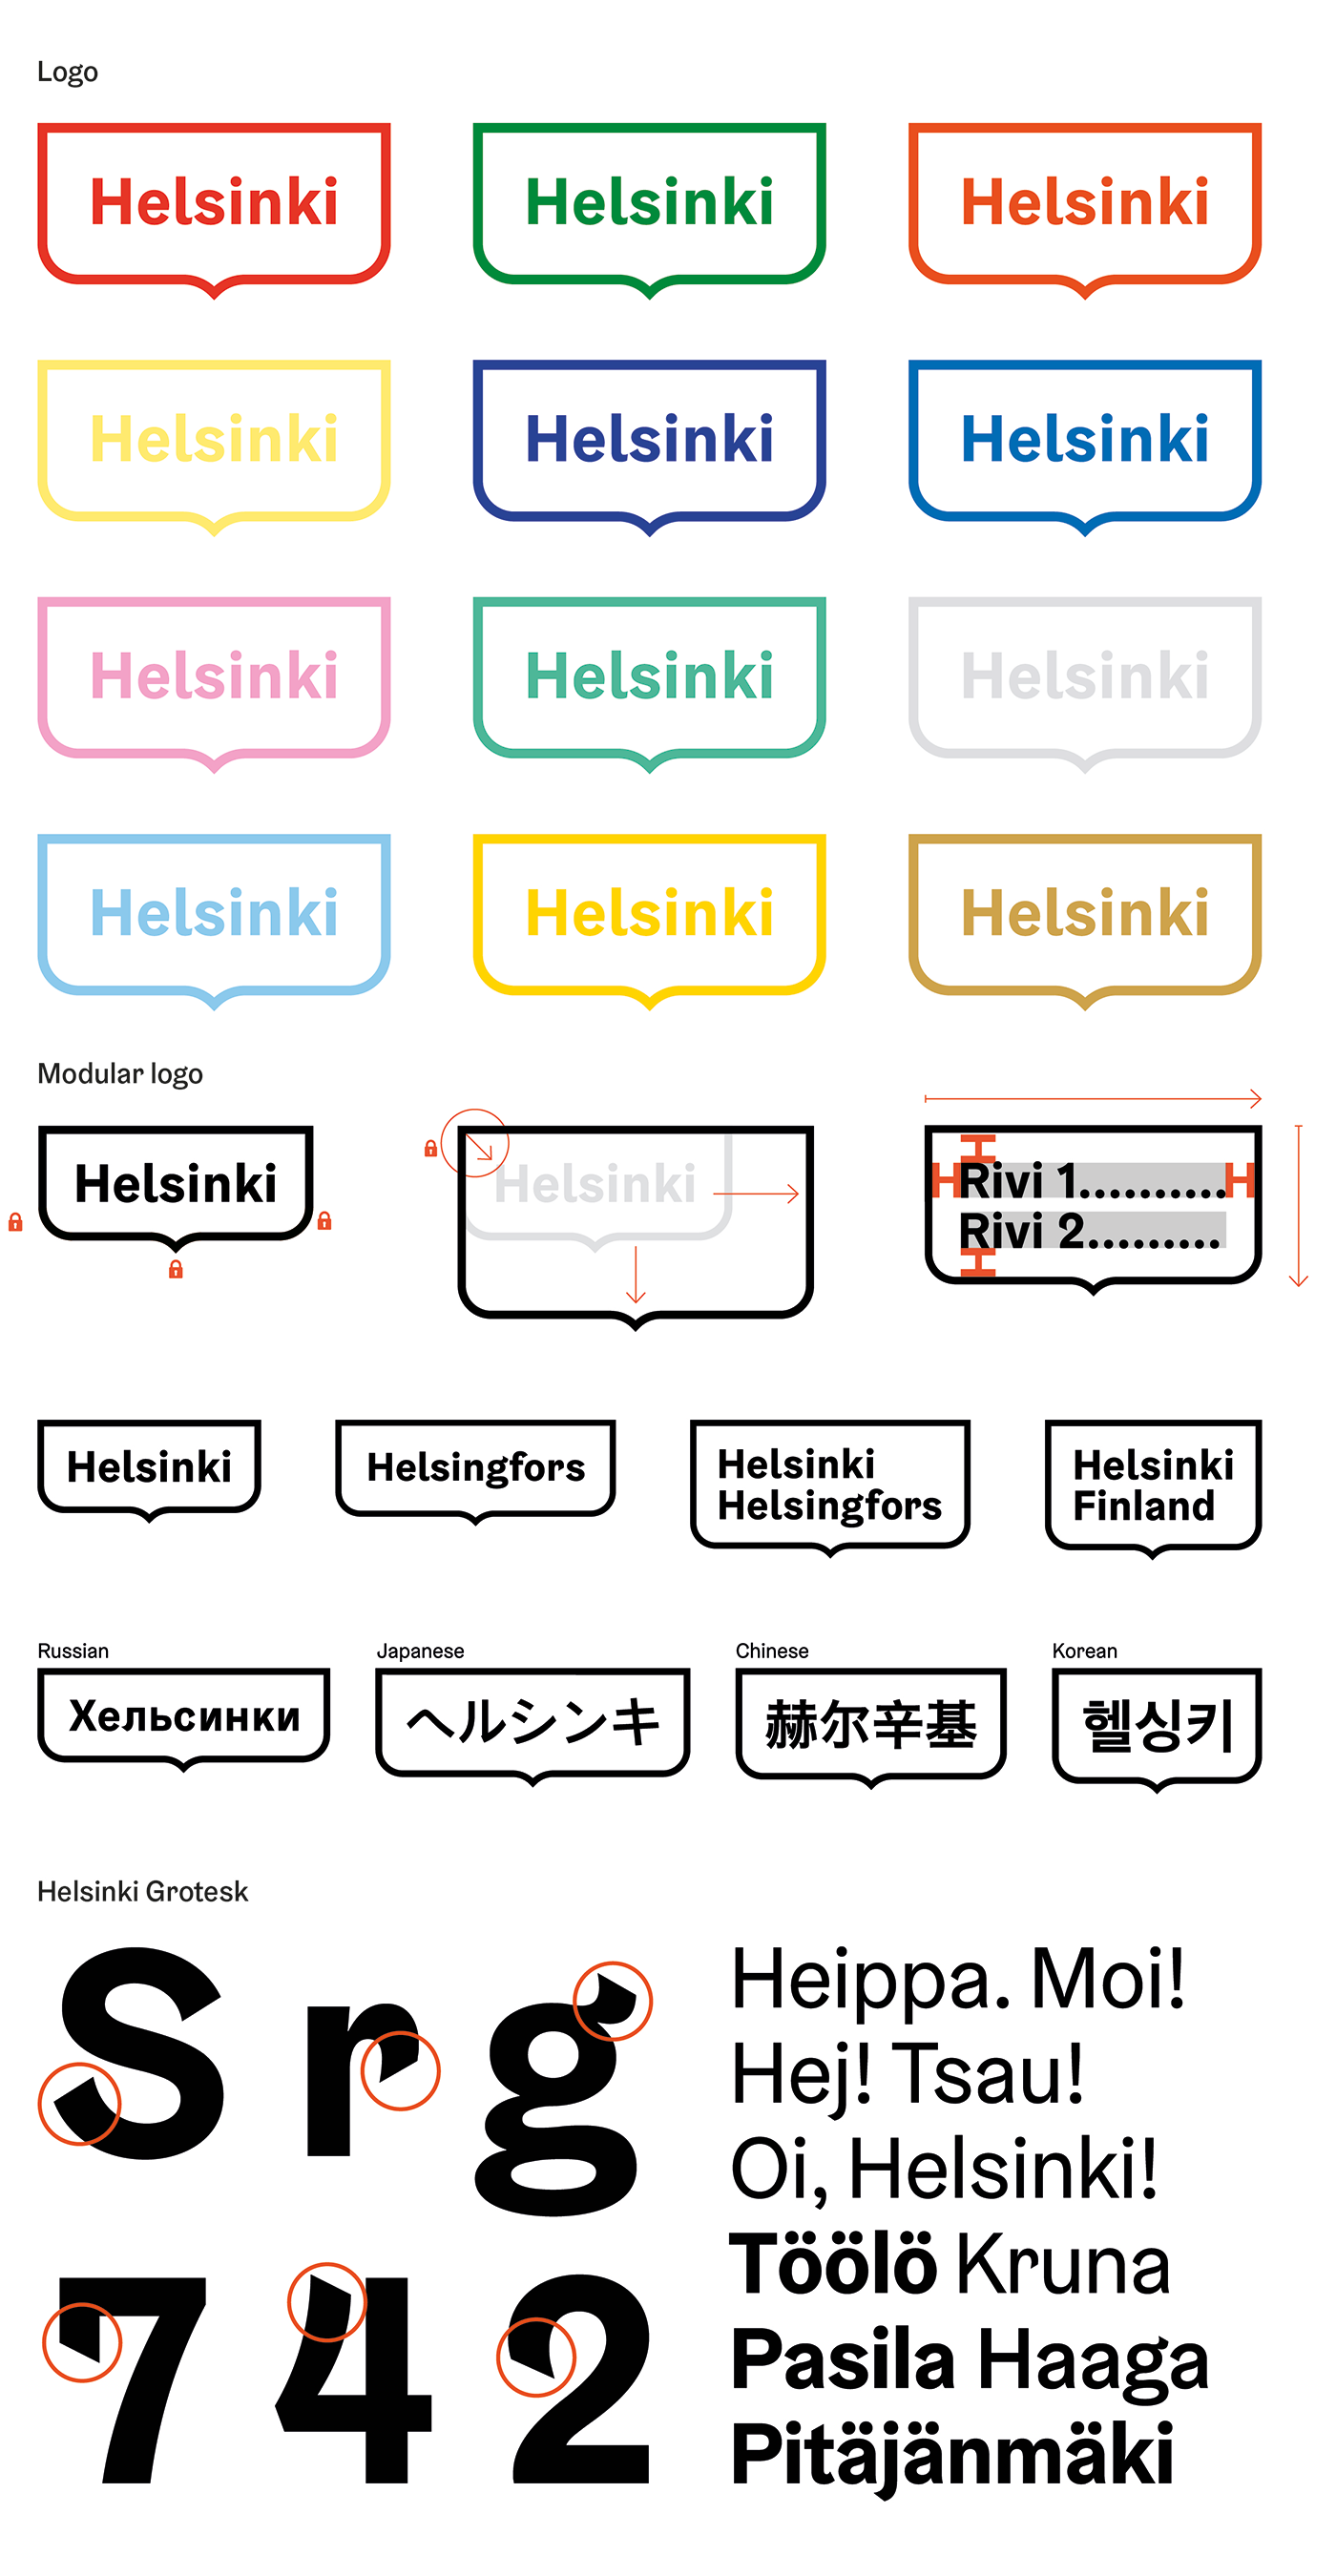 Logo
Helsinki
Helsinki
Helsinki
Helsinki
Helsinki
Helsinki
Helsinki
Helsinki
Helsinki
Helsinki
Helsinki
Helsinki
Modular logo
Helsinki
Helsinki
H
H Rivi 1.......... H
Rivi 2.........
H
Helsinki
Helsingfors
Helsinki
Helsingfors
Helsinki
Finland
Russian
Хельсинки
Japanese
ヘルシンキ
Chinese
赫尔辛基
Korean
헬싱키
Helsinki Grotesk
S r g
7 4 2
Heippa. Moi!
Hej! Tsau!
Oi, Helsinki!
Töölö Kruna
Pasila Haaga
Pitäjänmäki